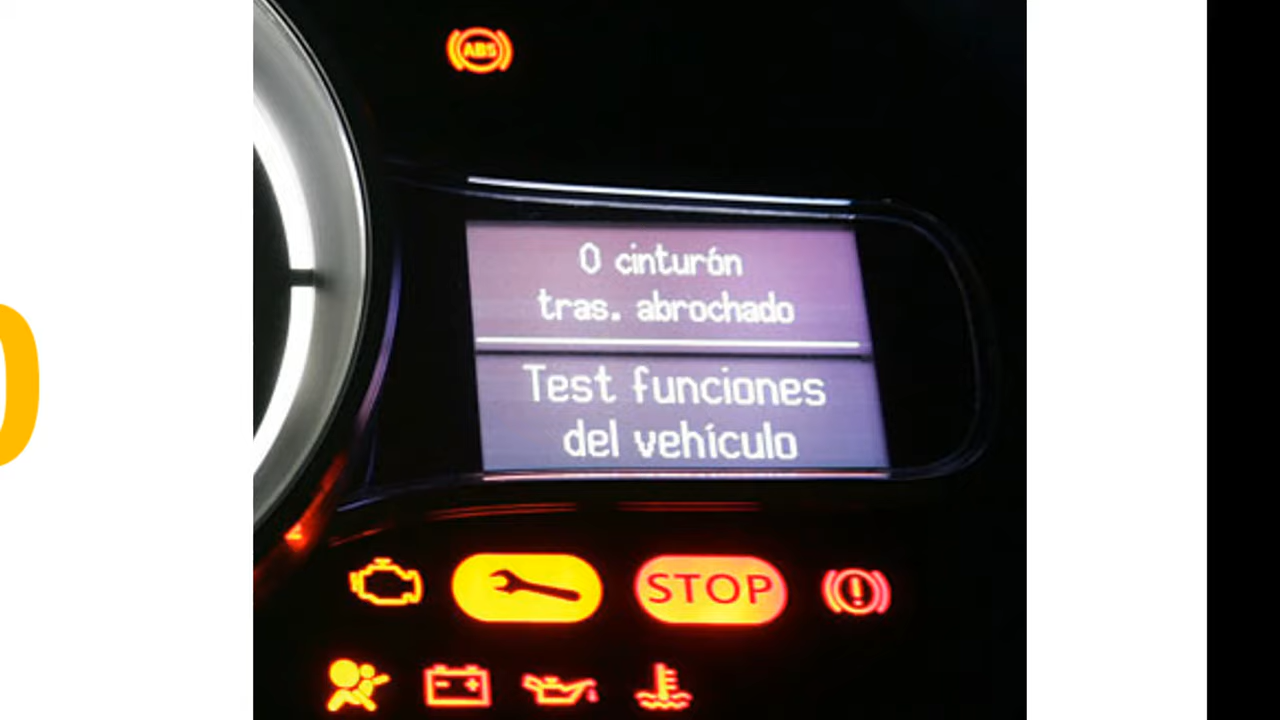 ABS
0 cinturón
tras. abrochado
Test funciones
del vehículo
STOP